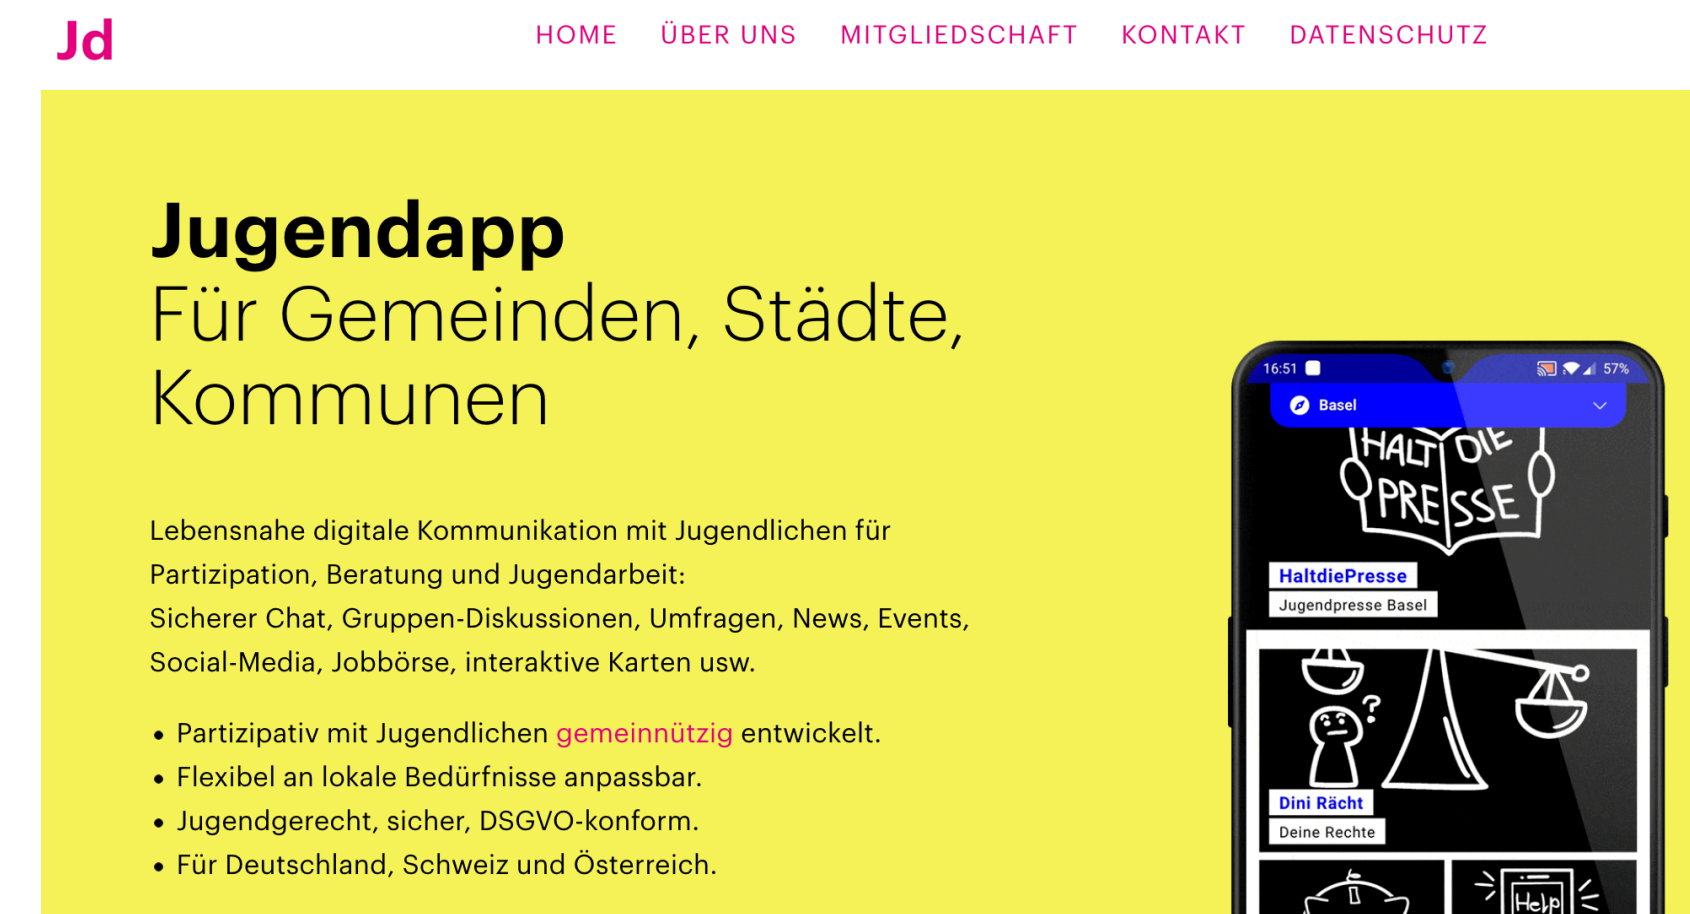 Jd
HOME ÜBER UNS MITGLIEDSCHAFT KONTAKT DATENSCHUTZ
Jugendapp
Für Gemeinden, Städte,
Kommunen
Lebensnahe digitale Kommunikation mit Jugendlichen für
Partizipation, Beratung und Jugendarbeit:
Sicherer Chat, Gruppen-Diskussionen, Umfragen, News, Events,
Social-Media, Jobbörse, interaktive Karten usw.
• Partizipativ mit Jugendlichen gemeinnützig entwickelt.
• Flexibel an lokale Bedürfnisse anpassbar.
• Jugendgerecht, sicher, DSGVO-konform.
• Für Deutschland, Schweiz und Österreich.
16:51 57%
Basel
HALT DIE
PRESSE
HaltdiePresse
Jugendpresse Basel
?
Dini Rächt
Deine Rechte
Help